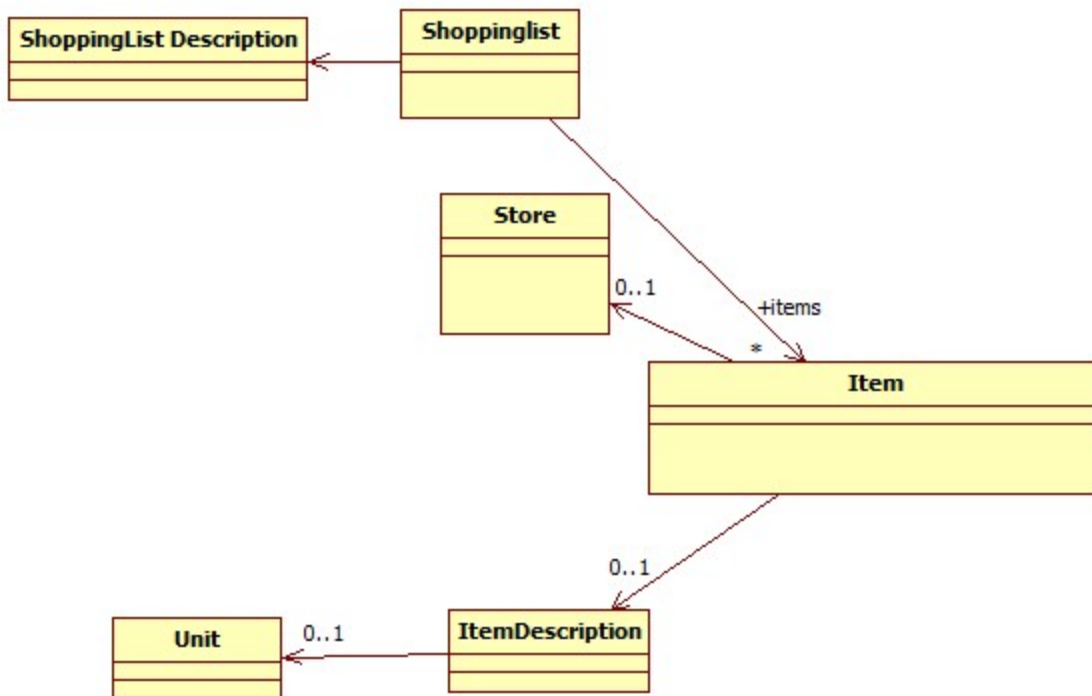 ShoppingList Description
Shoppinglist
Store
0..1
+items
*
Item
0..1
ItemDescription
0..1
Unit